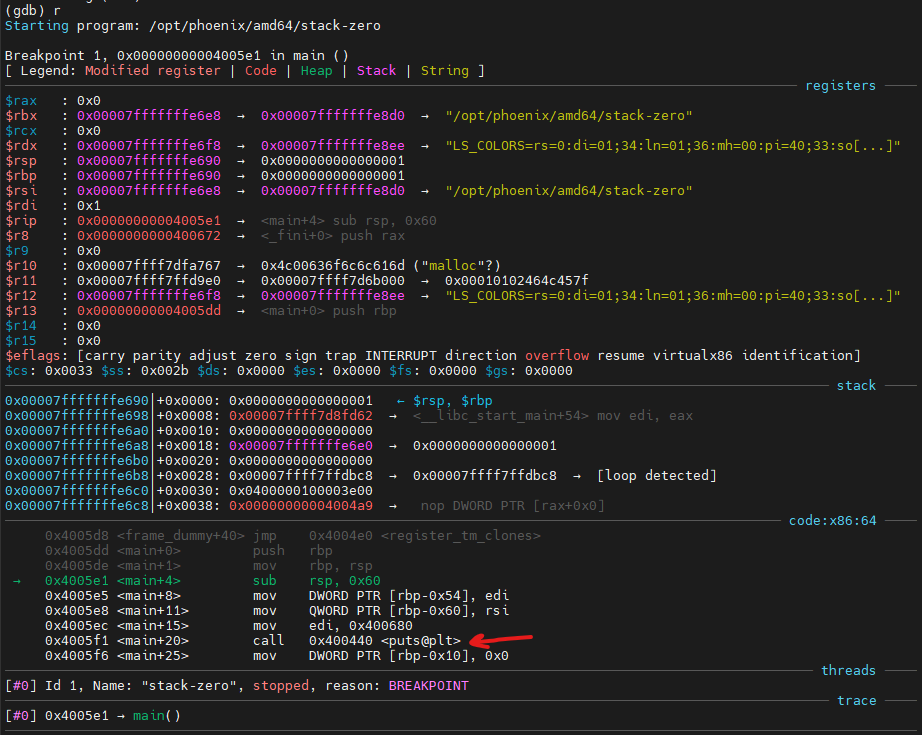 (gdb) r
Starting program: /opt/phoenix/amd64/stack-zero
Breakpoint 1, 0x00000000004005e1 in main ()
[ Legend: Modified register | Code | Heap | Stack | String ]
registers
$rax   : 0x0
$rbx   : 0x00007fffffffe6e8  →  0x00007fffffffe8d0  →  "/opt/phoenix/amd64/stack-zero"
$rcx   : 0x0
$rdx   : 0x00007fffffffe6f8  →  0x00007fffffffe8ee  →  "LS_COLORS=rs=0:di=01;34:ln=01;36:mh=00:pi=40;33:so[...]"
$rsp   : 0x00007fffffffe690  →  0x0000000000000001
$rbp   : 0x00007fffffffe690  →  0x0000000000000001
$rsi   : 0x00007fffffffe6e8  →  0x00007fffffffe8d0  →  "/opt/phoenix/amd64/stack-zero"
$rdi   : 0x1
$rip   : 0x00000000004005e1  →  <main+4> sub rsp, 0x60
$r8    : 0x0000000000400672  →  <_fini+0> push rax
$r9    : 0x0
$r10   : 0x00007ffff7dfa767  →  0x4c00636f6c6c616d ("malloc"?)
$r11   : 0x00007ffff7ffd9e0  →  0x00007ffff7d6b000  →  0x00010102464c457f
$r12   : 0x00007fffffffe6f8  →  0x00007fffffffe8ee  →  "LS_COLORS=rs=0:di=01;34:ln=01;36:mh=00:pi=40;33:so[...]"
$r13   : 0x00000000004005dd  →  <main+0> push rbp
$r14   : 0x0
$r15   : 0x0
$eflags: [carry parity adjust zero sign trap INTERRUPT direction overflow resume virtualx86 identification]
$cs: 0x0033 $ss: 0x002b $ds: 0x0000 $es: 0x0000 $fs: 0x0000 $gs: 0x0000
stack
0x00007fffffffe690│+0x0000: 0x0000000000000001   ← $rsp, $rbp
0x00007fffffffe698│+0x0008: 0x00007ffff7d8fd62  →  <__libc_start_main+54> mov edi, eax
0x00007fffffffe6a0│+0x0010: 0x0000000000000000
0x00007fffffffe6a8│+0x0018: 0x00007fffffffe6e0  →  0x0000000000000001
0x00007fffffffe6b0│+0x0020: 0x0000000000000000
0x00007fffffffe6b8│+0x0028: 0x00007ffff7ffdbc8  →  0x00007ffff7ffdbc8  →  [loop detected]
0x00007fffffffe6c0│+0x0030: 0x0400000100003e00
0x00007fffffffe6c8│+0x0038: 0x00000000004004a9  →   nop DWORD PTR [rax+0x0]
code:x86:64
0x4005d8 <frame_dummy+40> jmp    0x4004e0 <register_tm_clones>
0x4005dd <main+0>         push   rbp
0x4005de <main+1>         mov    rbp, rsp
→   0x4005e1 <main+4>         sub    rsp, 0x60
0x4005e5 <main+8>         mov    DWORD PTR [rbp-0x54], edi
0x4005e8 <main+11>        mov    QWORD PTR [rbp-0x60], rsi
0x4005ec <main+15>        mov    edi, 0x400680
0x4005f1 <main+20>        call   0x400440 <puts@plt>
0x4005f6 <main+25>        mov    DWORD PTR [rbp-0x10], 0x0
threads
[#0] Id 1, Name: "stack-zero", stopped, reason: BREAKPOINT
trace
[#0] 0x4005e1 → main()